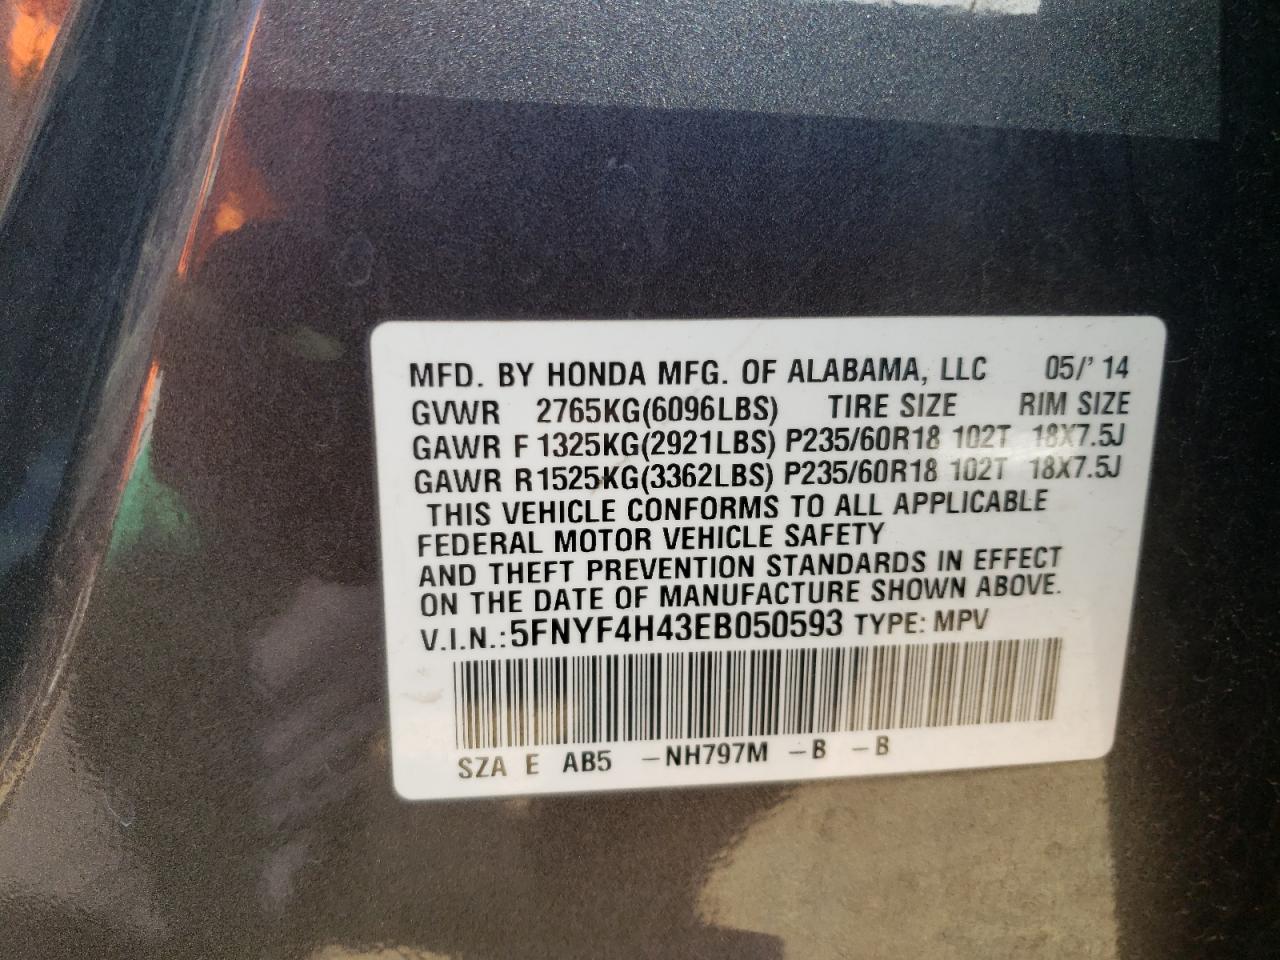 MFD. BY HONDA MFG. OF ALABAMA, LLC 05/' 14
GVWR 2765KG(6096LBS) TIRE SIZE RIM SIZE
GAWR F 1325KG(2921LBS) P235/60R18 102T 18X7.5J
GAWR R 1525KG(3362LBS) P235/60R18 102T 18X7.5J
THIS VEHICLE CONFORMS TO ALL APPLICABLE
FEDERAL MOTOR VEHICLE SAFETY
AND THEFT PREVENTION STANDARDS IN EFFECT
ON THE DATE OF MANUFACTURE SHOWN ABOVE.
V.I.N.: 5FNYF4H43EB050593 TYPE: MPV
SZA E AB5 -NH797M -B -B